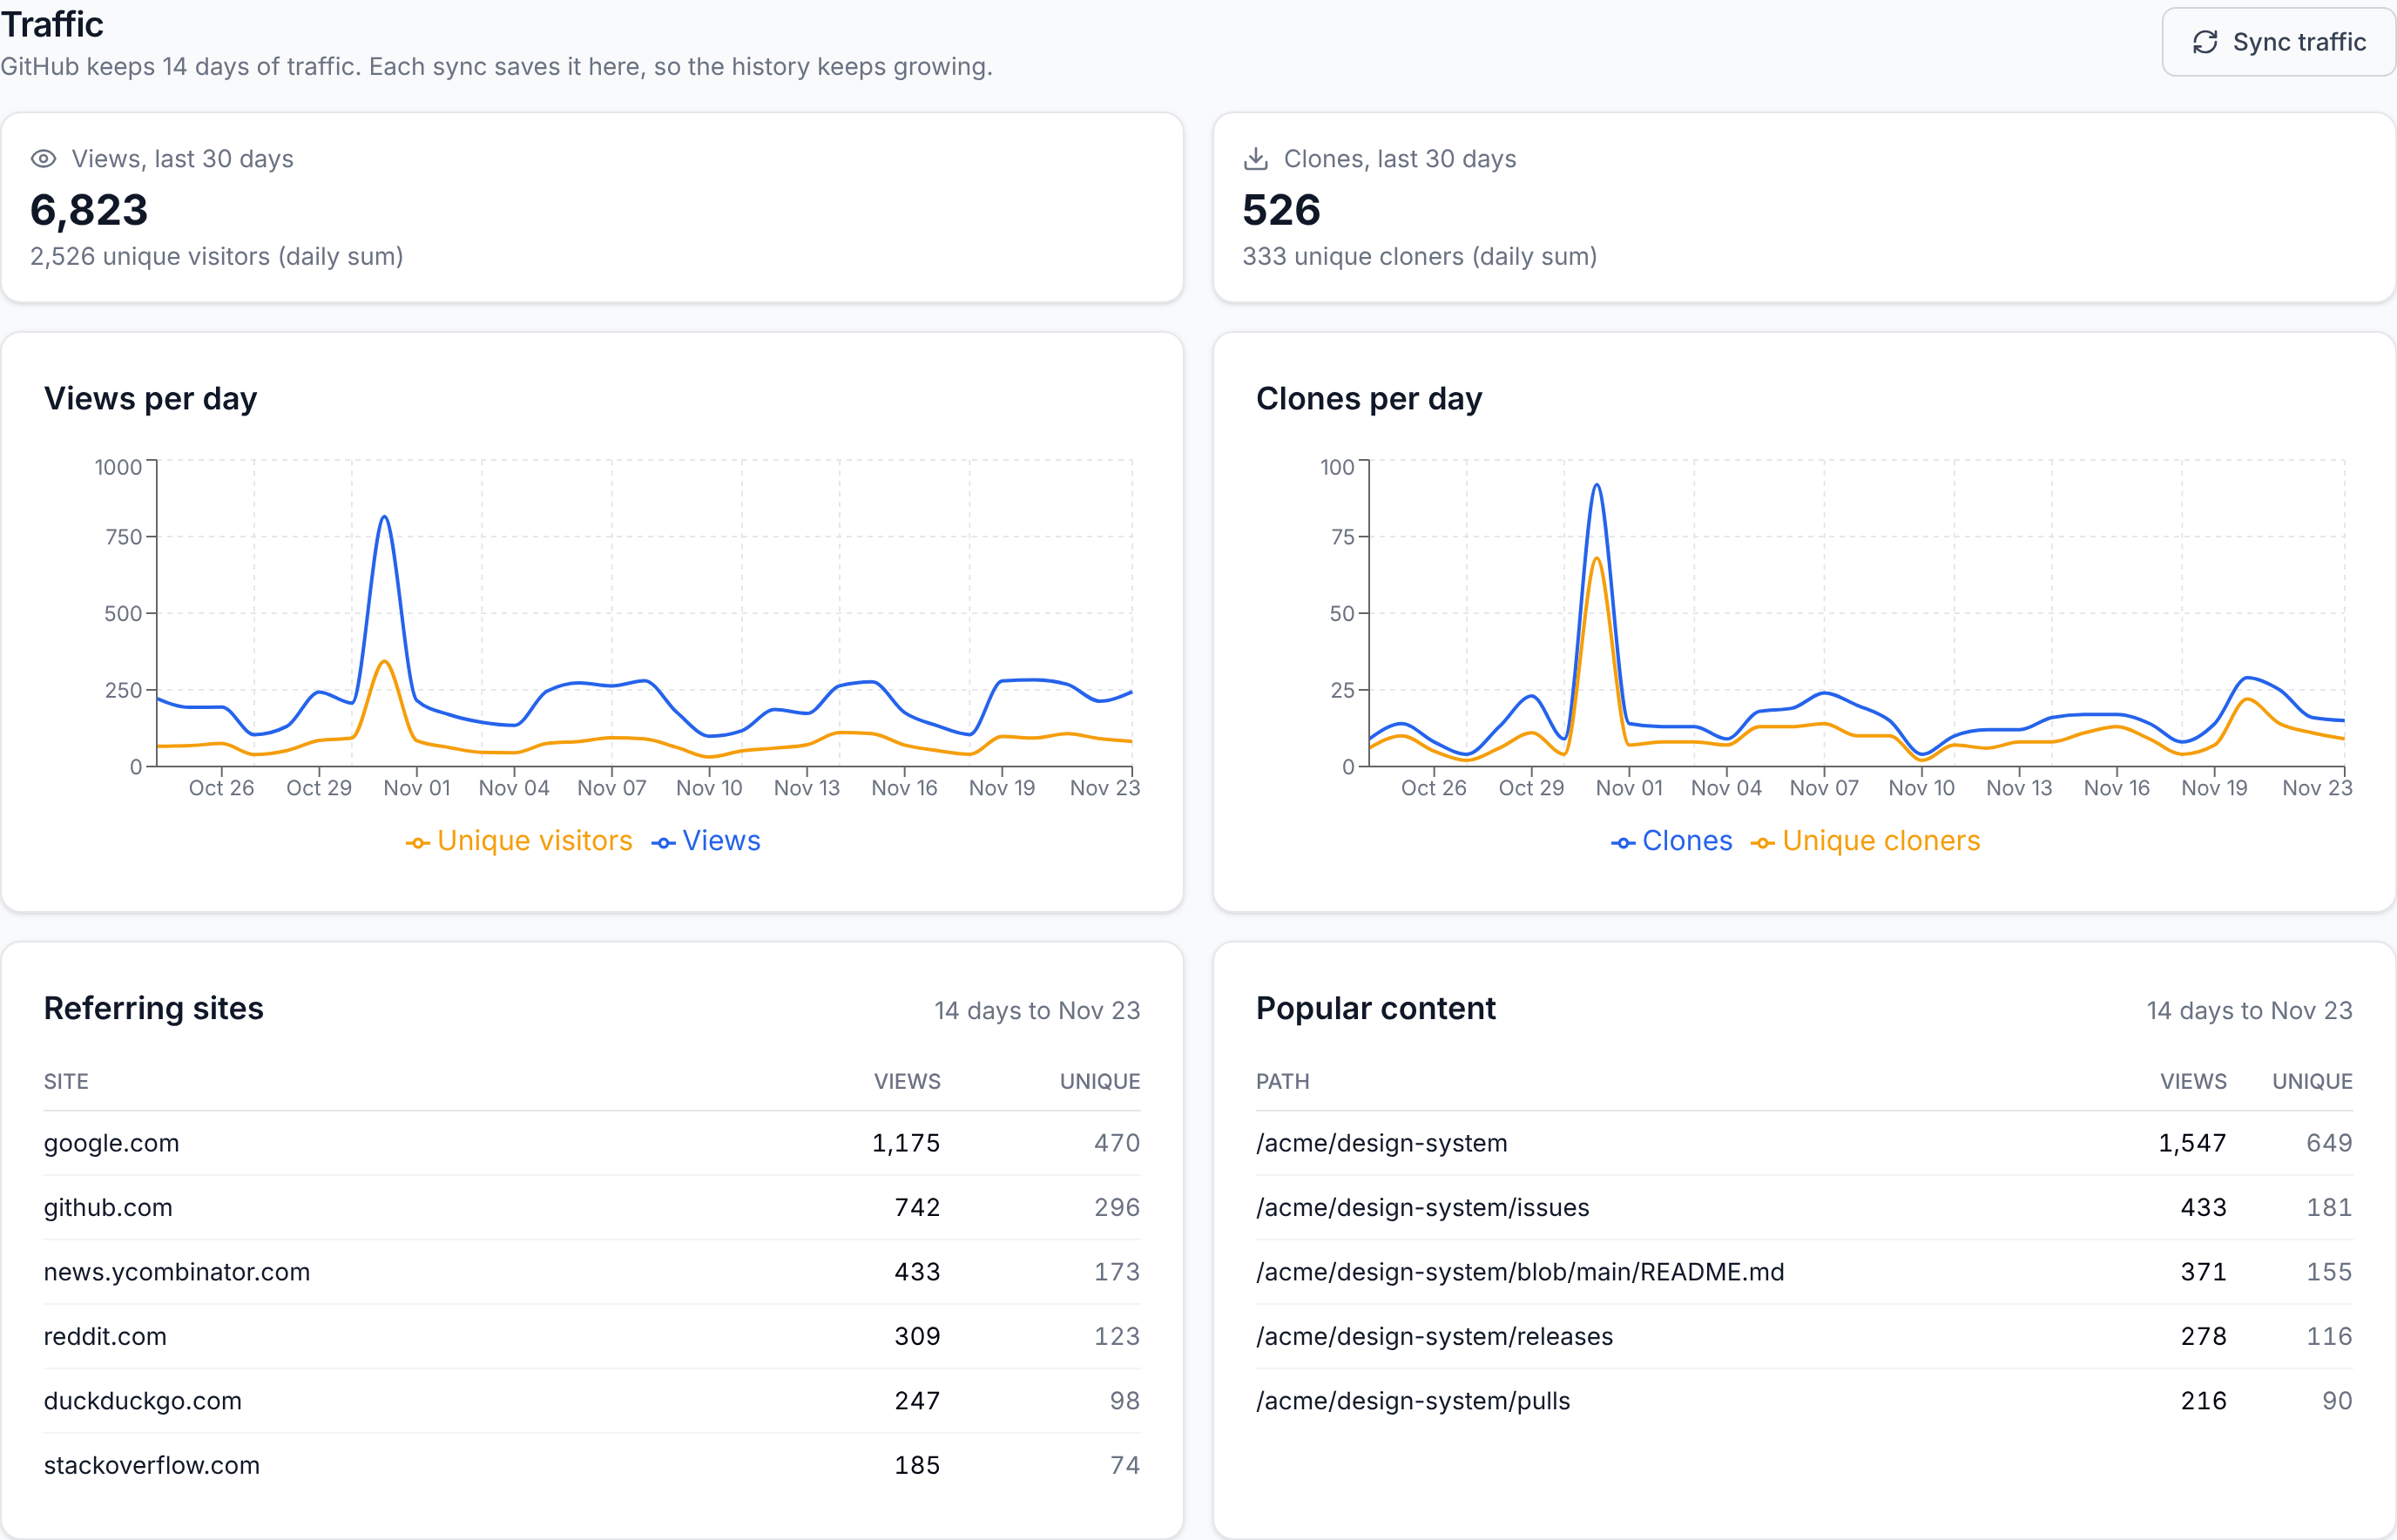 Traffic
GitHub keeps 14 days of traffic. Each sync saves it here, so the history keeps growing.
Sync traffic
Views, last 30 days
6,823
2,526 unique visitors (daily sum)
Clones, last 30 days
526
333 unique cloners (daily sum)
Views per day
1000
750
500
250
0
Oct 26 Oct 29 Nov 01 Nov 04 Nov 07 Nov 10 Nov 13 Nov 16 Nov 19 Nov 23
Unique visitors Views
Clones per day
100
75
50
25
0
Oct 26 Oct 29 Nov 01 Nov 04 Nov 07 Nov 10 Nov 13 Nov 16 Nov 19 Nov 23
Clones Unique cloners
Referring sites 14 days to Nov 23
SITE VIEWS UNIQUE
google.com 1,175 470
github.com 742 296
news.ycombinator.com 433 173
reddit.com 309 123
duckduckgo.com 247 98
stackoverflow.com 185 74
Popular content 14 days to Nov 23
PATH VIEWS UNIQUE
/acme/design-system 1,547 649
/acme/design-system/issues 433 181
/acme/design-system/blob/main/README.md 371 155
/acme/design-system/releases 278 116
/acme/design-system/pulls 216 90